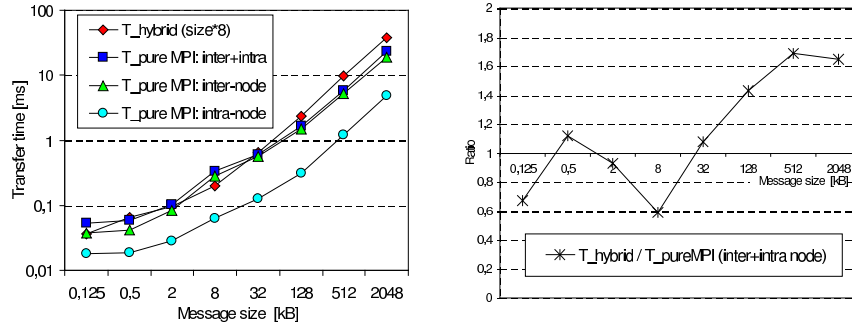 100
10
1
0,1
0,01
Transfer time [ms]
T_hybrid (size*8)
T_pure MPI: inter+intra
T_pure MPI: inter-node
T_pure MPI: intra-node
0,125 0,5 2 8 32 128 512 2048
Message size [kB]
2
1,8
1,6
1,4
1,2
1
0,8
0,6
0,4
0,2
0
Ratio
0,125 0,5 2 8 32 128 512 2048
Message size [kB]
T_hybrid / T_pureMPI (inter+intra node)